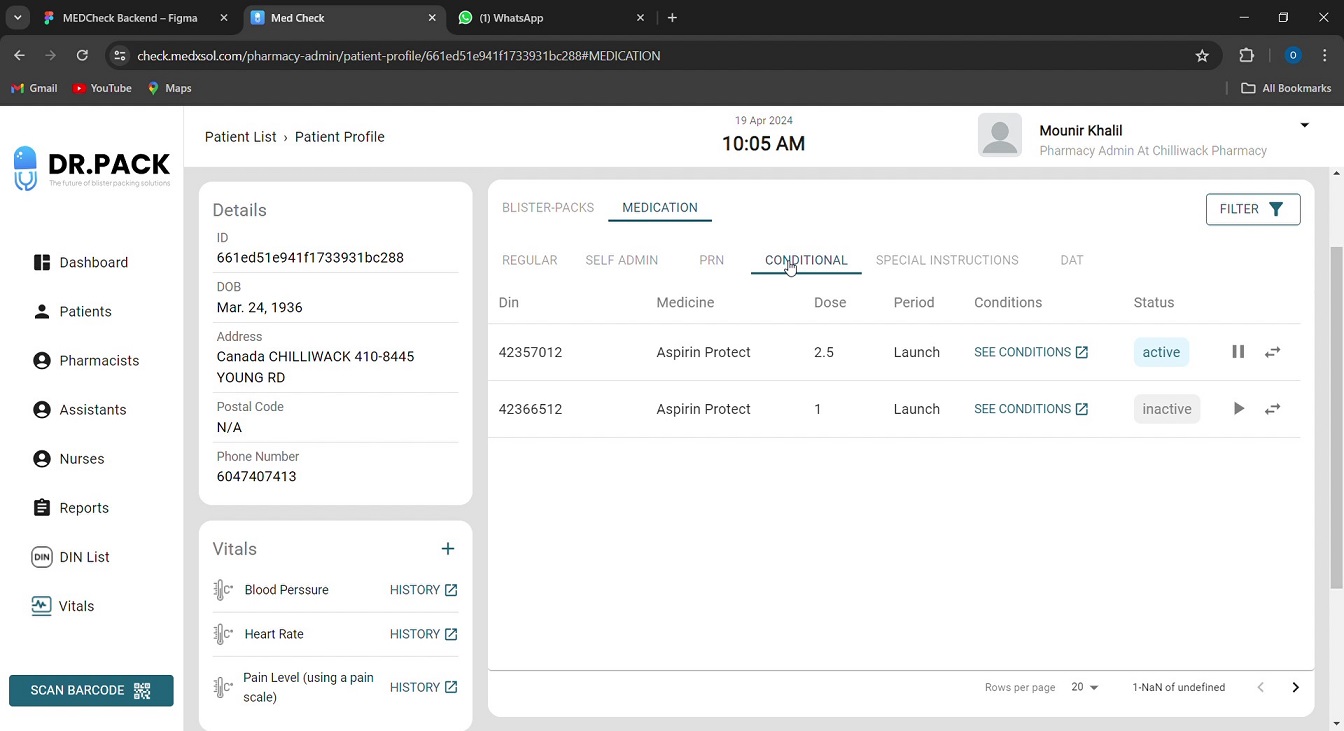 MEDCheck Backend – Figma
Med Check
(1) WhatsApp
check.medxsol.com/pharmacy-admin/patient-profile/661ed51e941f1733931bc288#MEDICATION
O
Gmail
YouTube
Maps
All Bookmarks
DR.PACK
The future of blister packing solutions
Patient List › Patient Profile
19 Apr 2024
10:05 AM
Mounir Khalil
Pharmacy Admin At Chilliwack Pharmacy
Dashboard
Patients
Pharmacists
Assistants
Nurses
Reports
DIN DIN List
Vitals
SCAN BARCODE
Details
ID
661ed51e941f1733931bc288
DOB
Mar. 24, 1936
Address
Canada CHILLIWACK 410-8445
YOUNG RD
Postal Code
N/A
Phone Number
6047407413
Vitals
C° Blood Perssure HISTORY
C° Heart Rate HISTORY
C° Pain Level (using a pain
scale) HISTORY
BLISTER-PACKS MEDICATION
FILTER
REGULAR SELF ADMIN PRN CONDITIONAL SPECIAL INSTRUCTIONS DAT
Din Medicine Dose Period Conditions Status
42357012 Aspirin Protect 2.5 Launch SEE CONDITIONS active
42366512 Aspirin Protect 1 Launch SEE CONDITIONS inactive
Rows per page 20 1-NaN of undefined